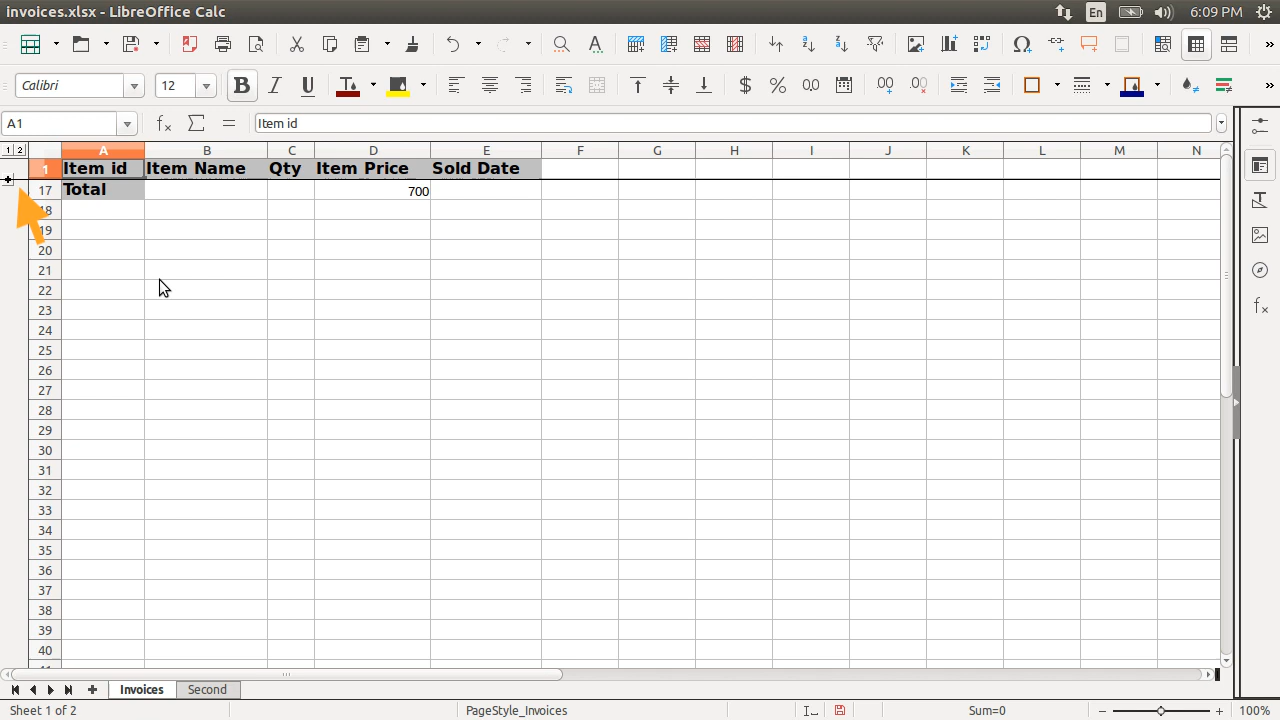 invoices.xlsx - LibreOffice Calc
En
6:09 PM
Calibri
12
B I U
$ % 0,0
A1
Item id
1 2
A B C D E F G H I J K L M N
1 Item id Item Name Qty Item Price Sold Date
17 Total 700
18
19
20
21
22
23
24
25
26
27
28
29
30
31
32
33
34
35
36
37
38
39
40
Invoices Second
Sheet 1 of 2 PageStyle_Invoices Sum=0 100%